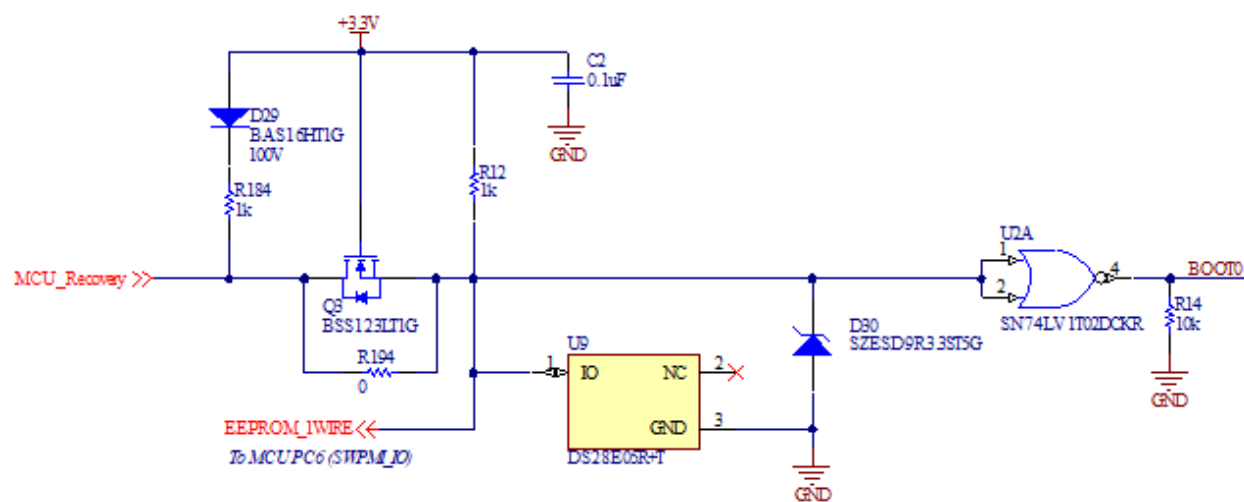 +3.3V
C2
0.1uF
GND
D29
BAS16HT1G
100V
R184
1k
R12
1k
MCU_Recovery
Q3
BSS123LT1G
R194
0
U2A
1
2
4
BOOT0
SN74LV1T02DCKR
R14
10k
GND
D30
SZESD9R3.3ST5G
U9
1
IO
NC
2
GND
3
DS28E05R+T
GND
EEPROM_1WIRE
To MCU PC6 (SWPMI_IO)